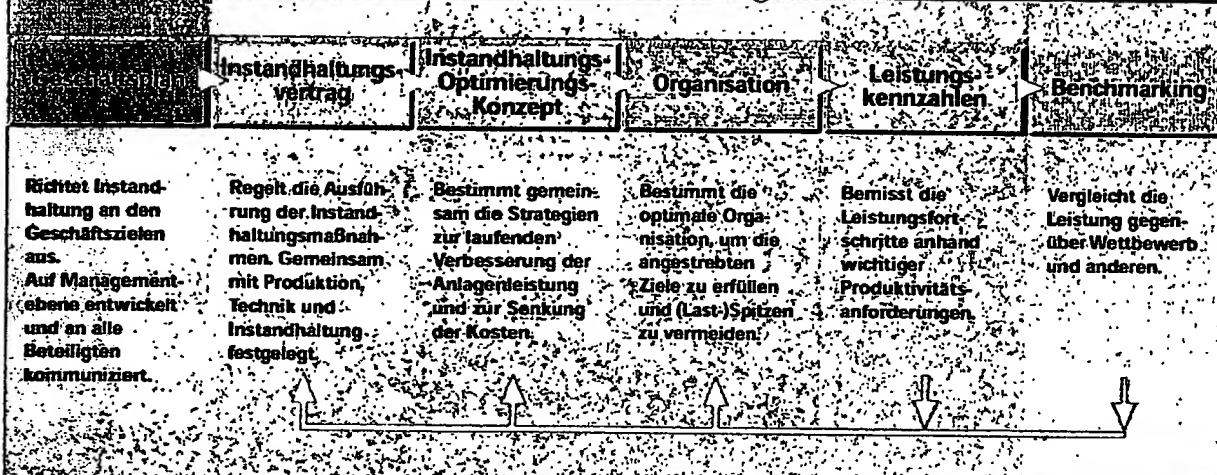 Instandhaltungs-
vertrag
Instandhaltungs-
Optimierungs-
Konzept
Organisation
Leistungs-
kennzahlen
Benchmarking
Richtet Instand-
haltung an den
Geschäftszielen
aus.
Auf Management-
ebene entwickelt
und an alle
Beteiligten
kommuniziert.
Regelt die Ausfüh-
rung der Instand-
haltungsmaßnah-
men. Gemeinsam
mit Produktion,
Technik und
Instandhaltung
festgelegt.
Bestimmt gemein-
sam die Strategien
zur laufenden
Verbesserung der
Anlagenleistung
und zur Senkung
der Kosten.
Bestimmt die
optimale Orga-
nisation, um die
angestrebten
Ziele zu erfüllen
und (Last-)Spitzen
zu vermeiden.
Bemisst die
Leistungsfort-
schritte anhand
wichtiger
Produktivitäts-
anforderungen.
Vergleicht die
Leistung gegen-
über Wettbewerb
und anderen.